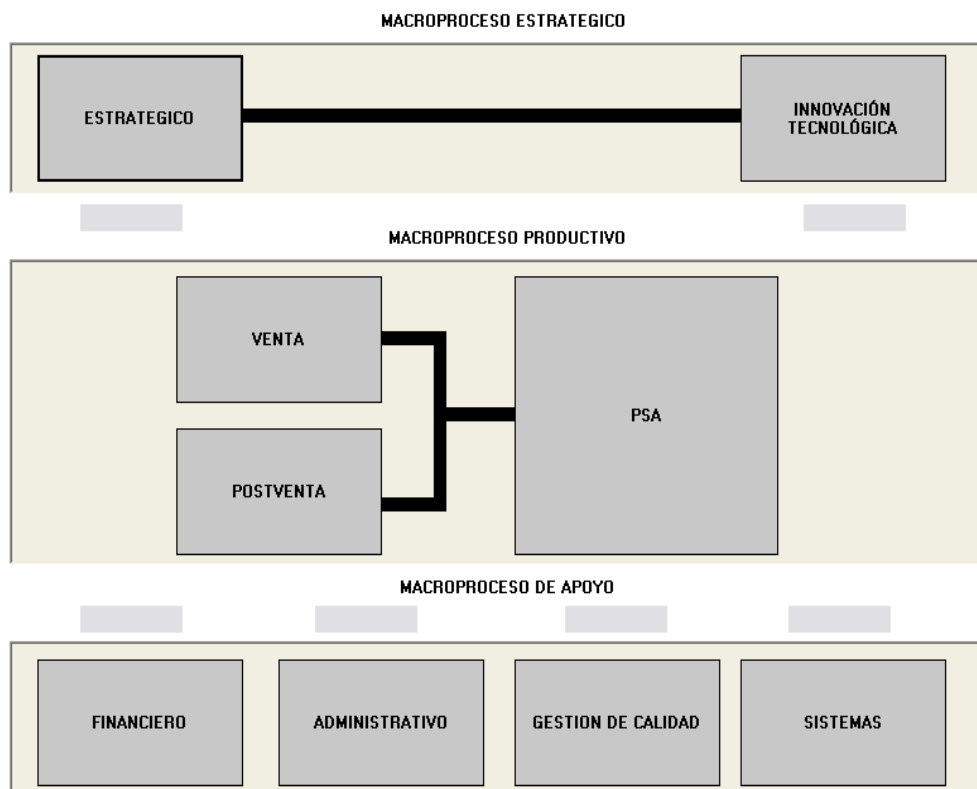 MACROPROCESO ESTRATEGICO
ESTRATEGICO
INNOVACIÓN
TECNOLÓGICA
MACROPROCESO PRODUCTIVO
VENTA
PSA
POSTVENTA
MACROPROCESO DE APOYO
FINANCIERO
ADMINISTRATIVO
GESTION DE CALIDAD
SISTEMAS